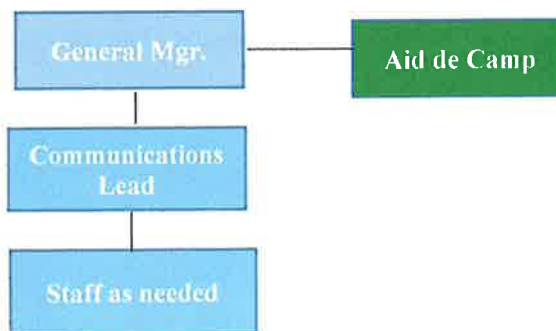 General Mgr.
Aid de Camp
Communications
Lead
Staff as needed